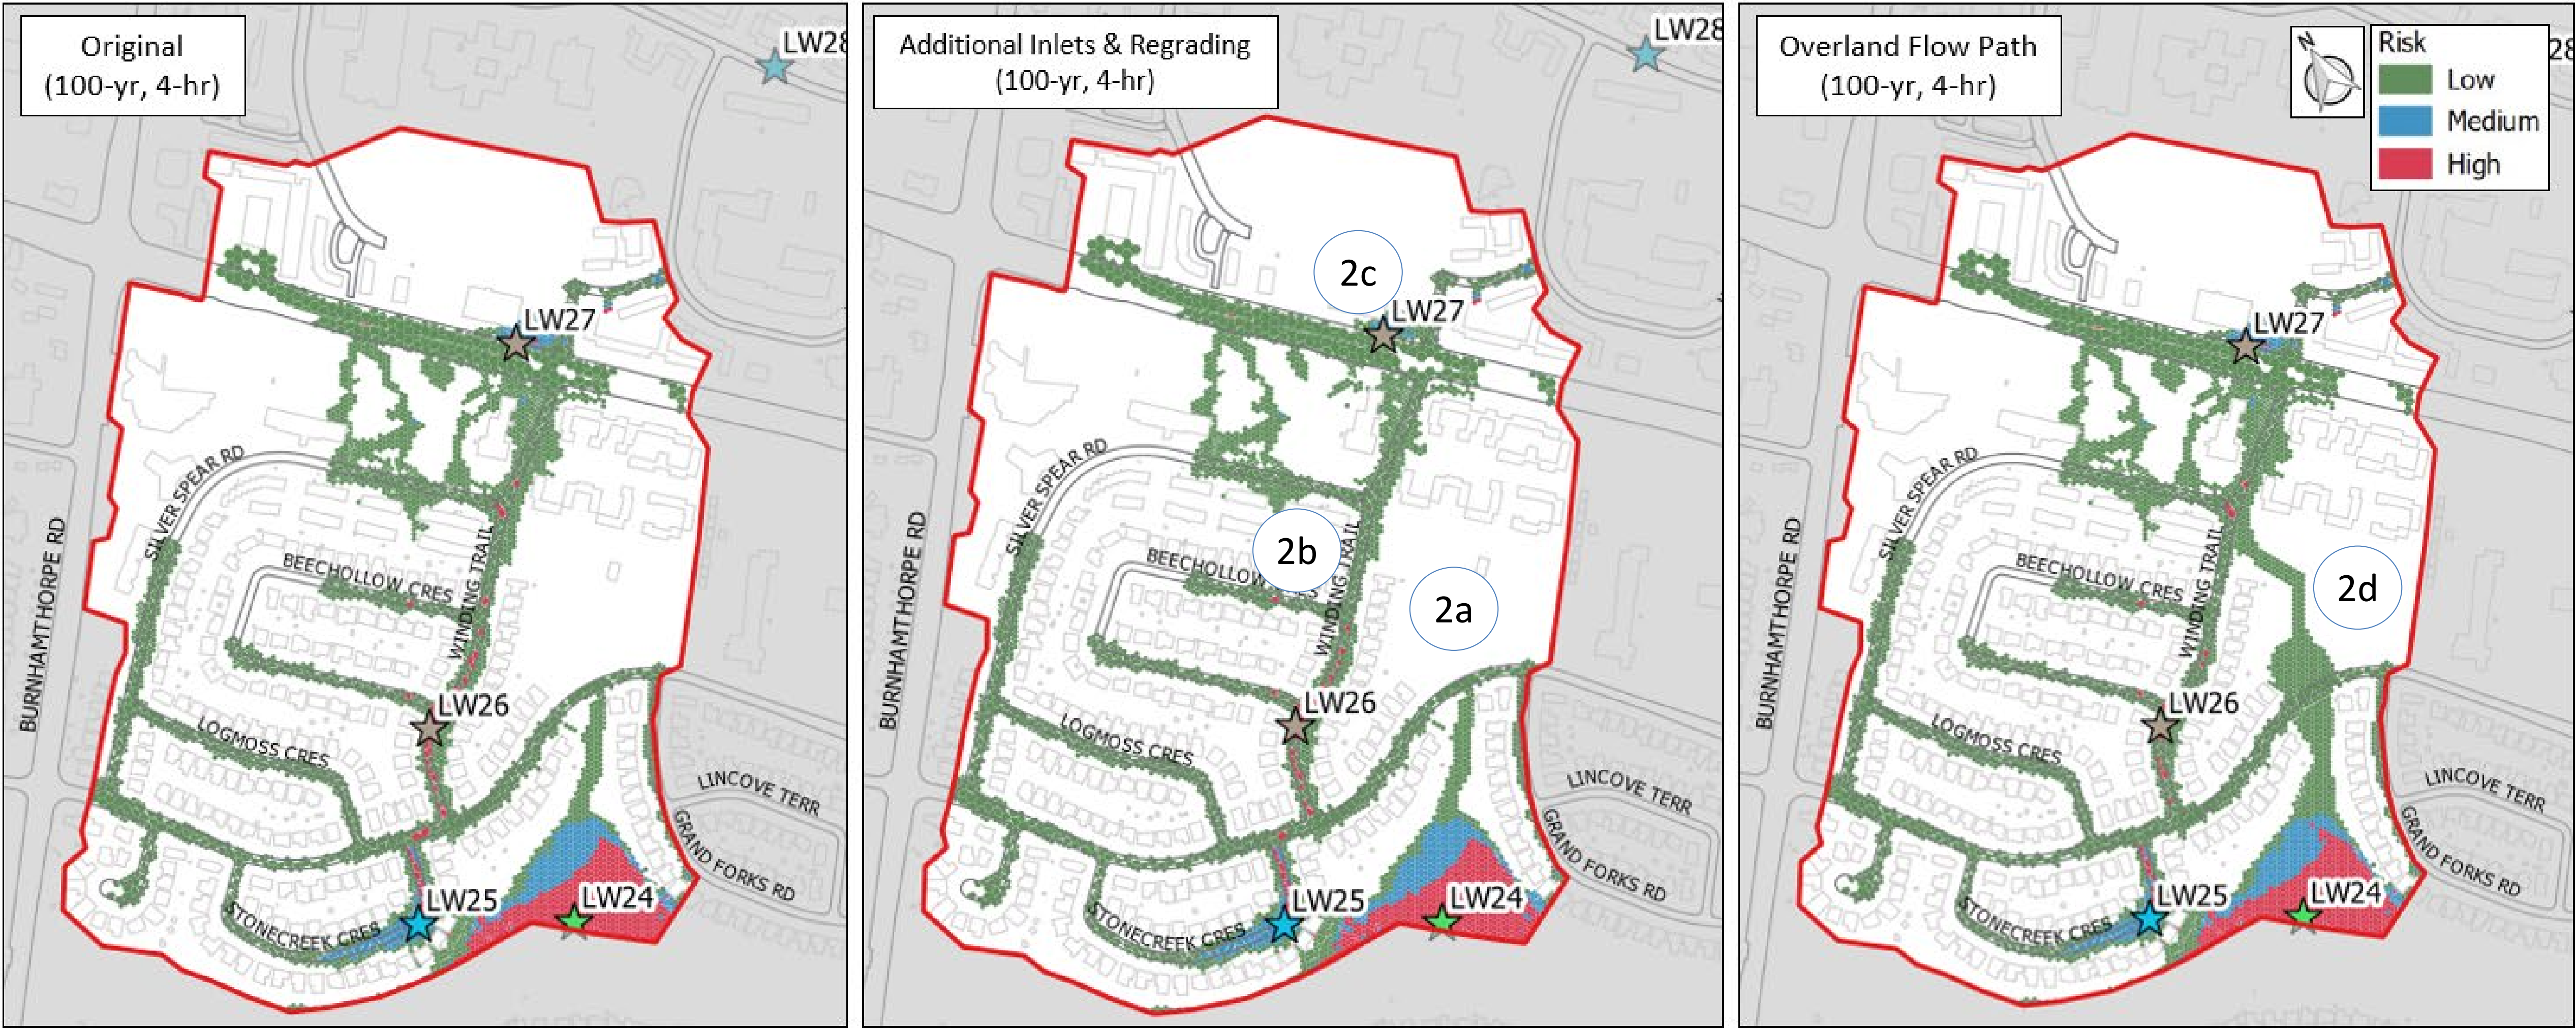 Original
(100-yr, 4-hr)
LW28
LW27
SILVER SPEAR RD
BEECHOLLOW CRES
WINDING TRAIL
BURNHAMTHORPE RD
LW26
LOGMOSS CRES
LINCOVE TERR
GRAND FORKS RD
LW25
LW24
STONECREEK CRES
Additional Inlets & Regrading
(100-yr, 4-hr)
LW28
2c
LW27
SILVER SPEAR RD
2b
BEECHOLLOW
ES
WINDING TRAIL
2a
BURNHAMTHORPE RD
LW26
LOGMOSS CRES
LINCOVE TERR
GRAND FORKS RD
LW25
LW24
STONECREEK CRES
Overland Flow Path
(100-yr, 4-hr)
N
Risk
Low
Medium
High
28
LW27
SILVER SPEAR RD
BEECHOLLOW CRES
WINDING TRAIL
2d
BURNHAMTHORPE RD
LW26
LOGMOSS CRES
LINCOVE TERR
GRAND FORKS RD
LW25
LW24
STONECREEK CRES